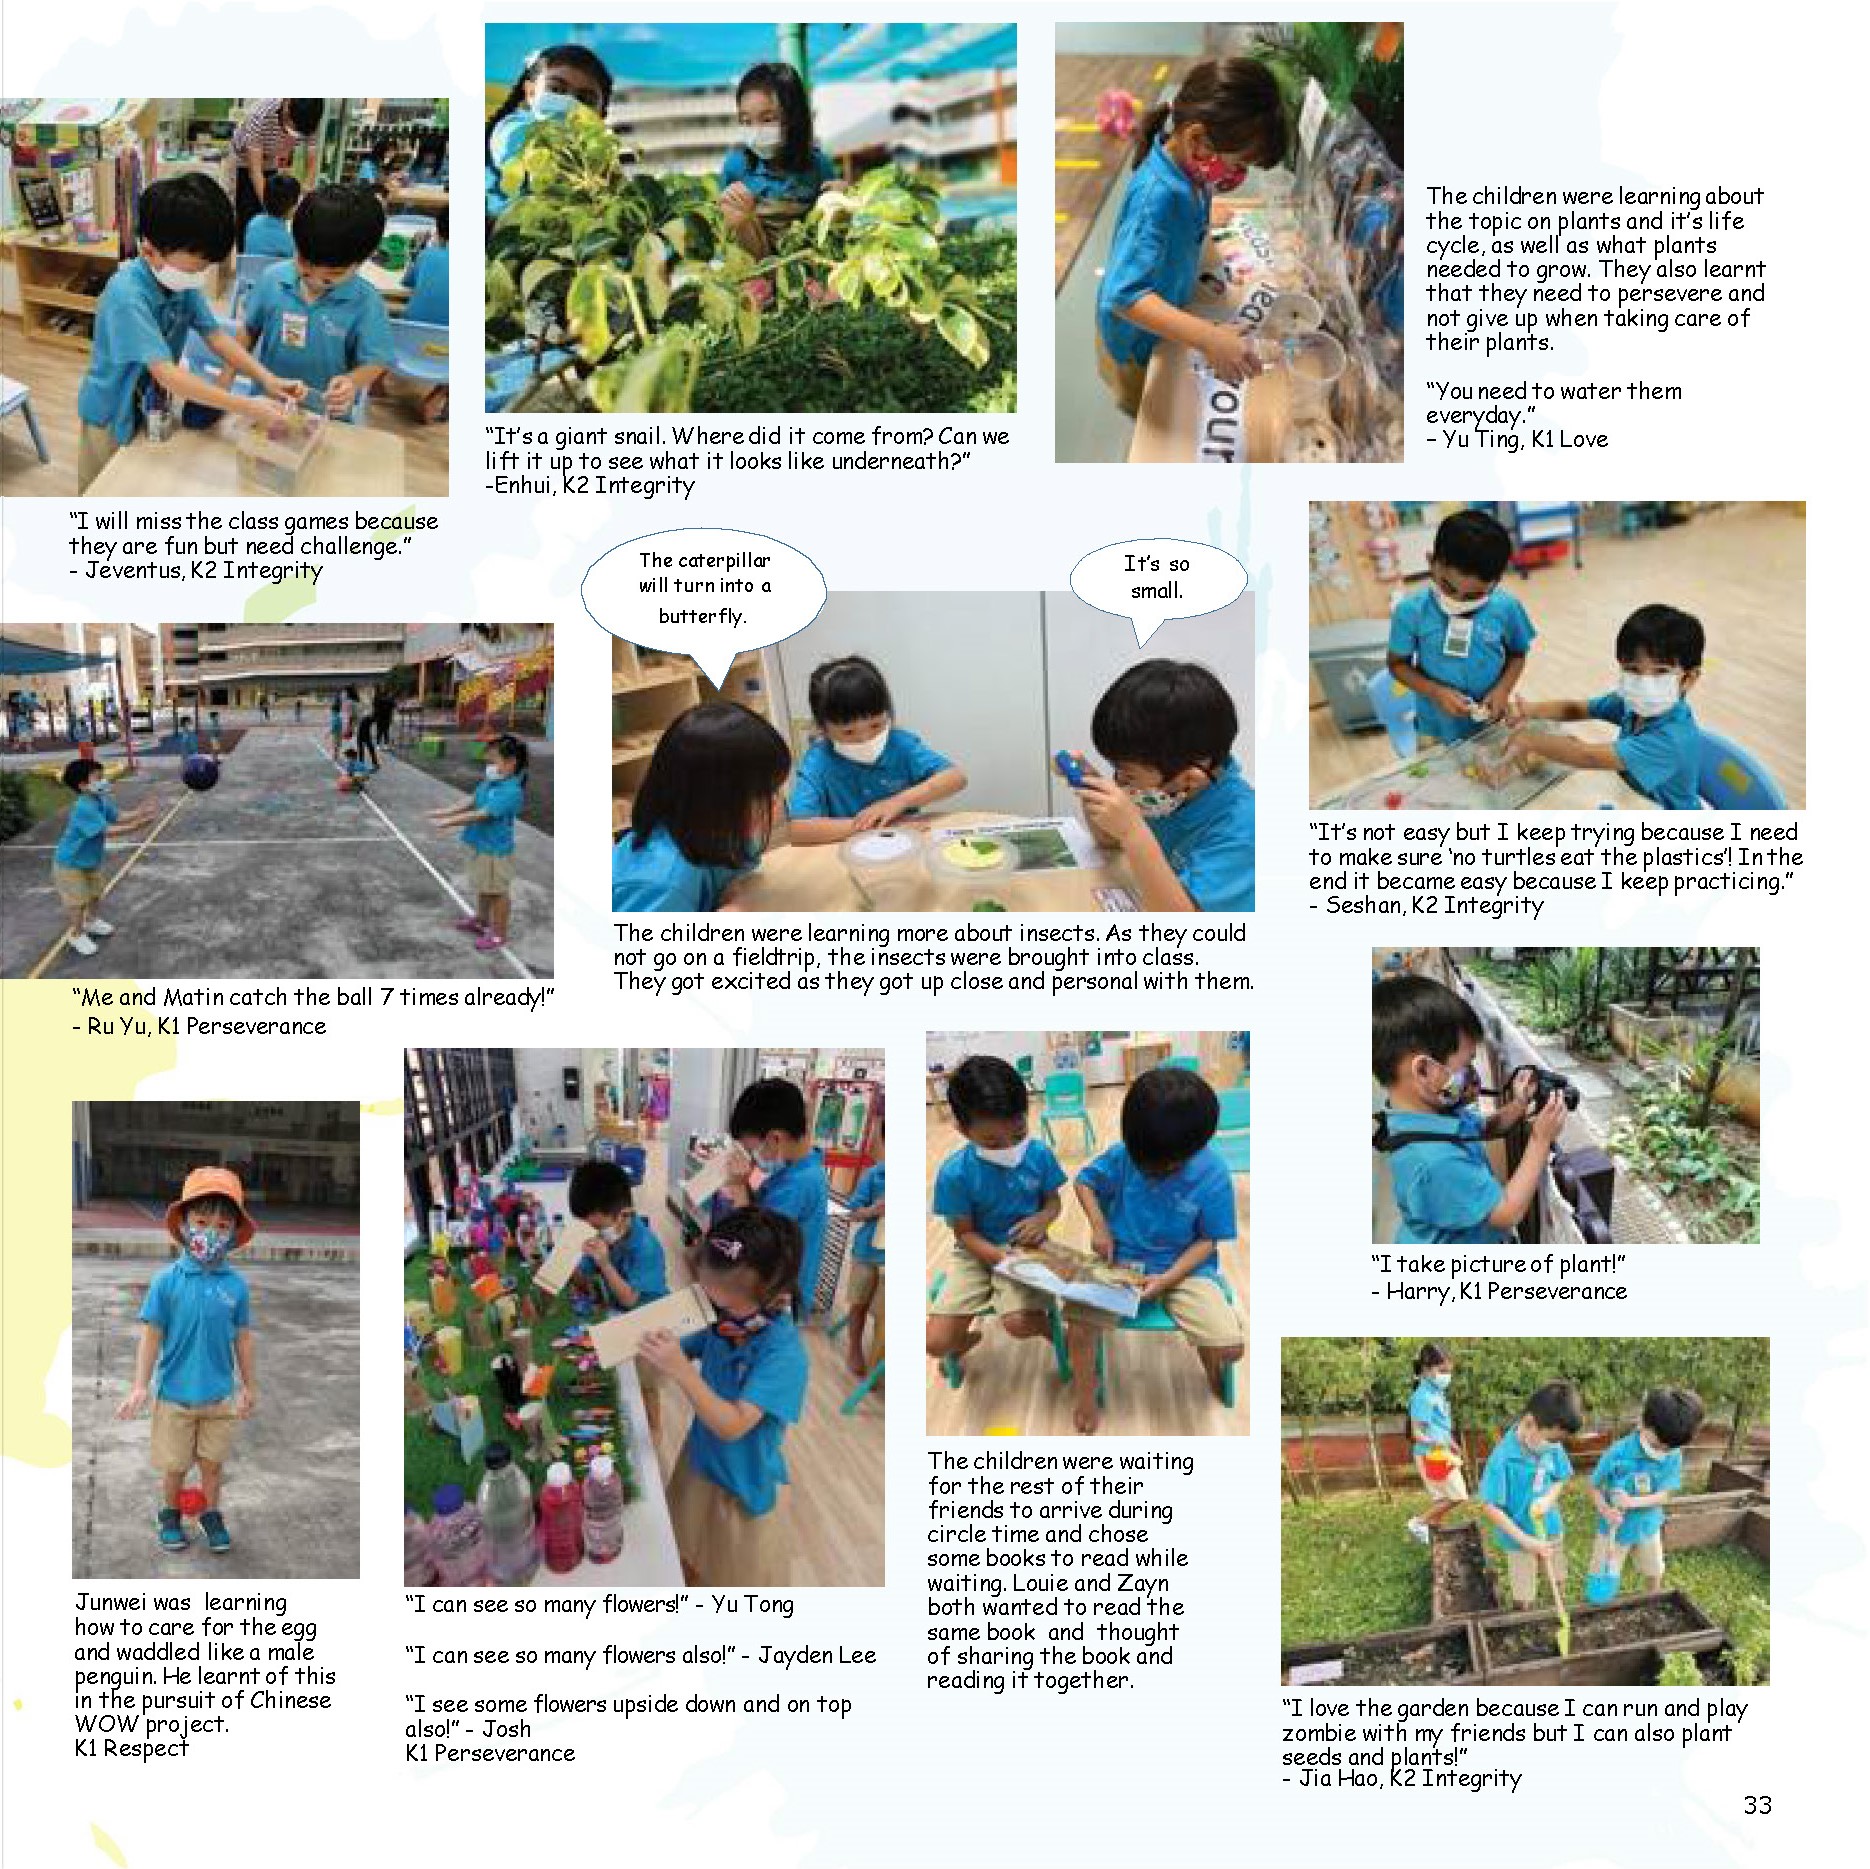 The children were learning about
the topic on plants and it's life
cycle, as well as what plants
needed to grow. They also learnt
that they need to persevere and
not give up when taking care of
their plants.
“You need to water them
everyday.”
– Yu Ting, K1 Love
“It's a giant snail. Where did it come from? Can we
lift it up to see what it looks like underneath?”
-Enhui, K2 Integrity
“I will miss the class games because
they are fun but need challenge.”
- Jeventus, K2 Integrity
The caterpillar
will turn into a
butterfly.
It's so
small.
“It's not easy but I keep trying because I need
to make sure ‘no turtles eat the plastics’! In the
end it became easy because I keep practicing.”
- Seshan, K2 Integrity
The children were learning more about insects. As they could
not go on a fieldtrip, the insects were brought into class.
They got excited as they got up close and personal with them.
“Me and Matin catch the ball 7 times already!”
- Ru Yu, K1 Perseverance
“I take picture of plant!”
- Harry, K1 Perseverance
Junwei was learning
how to care for the egg
and waddled like a male
penguin. He learnt of this
in the pursuit of Chinese
WOW project.
K1 Respect
“I can see so many flowers!” - Yu Tong
“I can see so many flowers also!” - Jayden Lee
“I see some flowers upside down and on top
also!” - Josh
K1 Perseverance
The children were waiting
for the rest of their
friends to arrive during
circle time and chose
some books to read while
waiting. Louie and Zayn
both wanted to read the
same book and thought
of sharing the book and
reading it together.
“I love the garden because I can run and play
zombie with my friends but I can also plant
seeds and plants!”
- Jia Hao, K2 Integrity
33